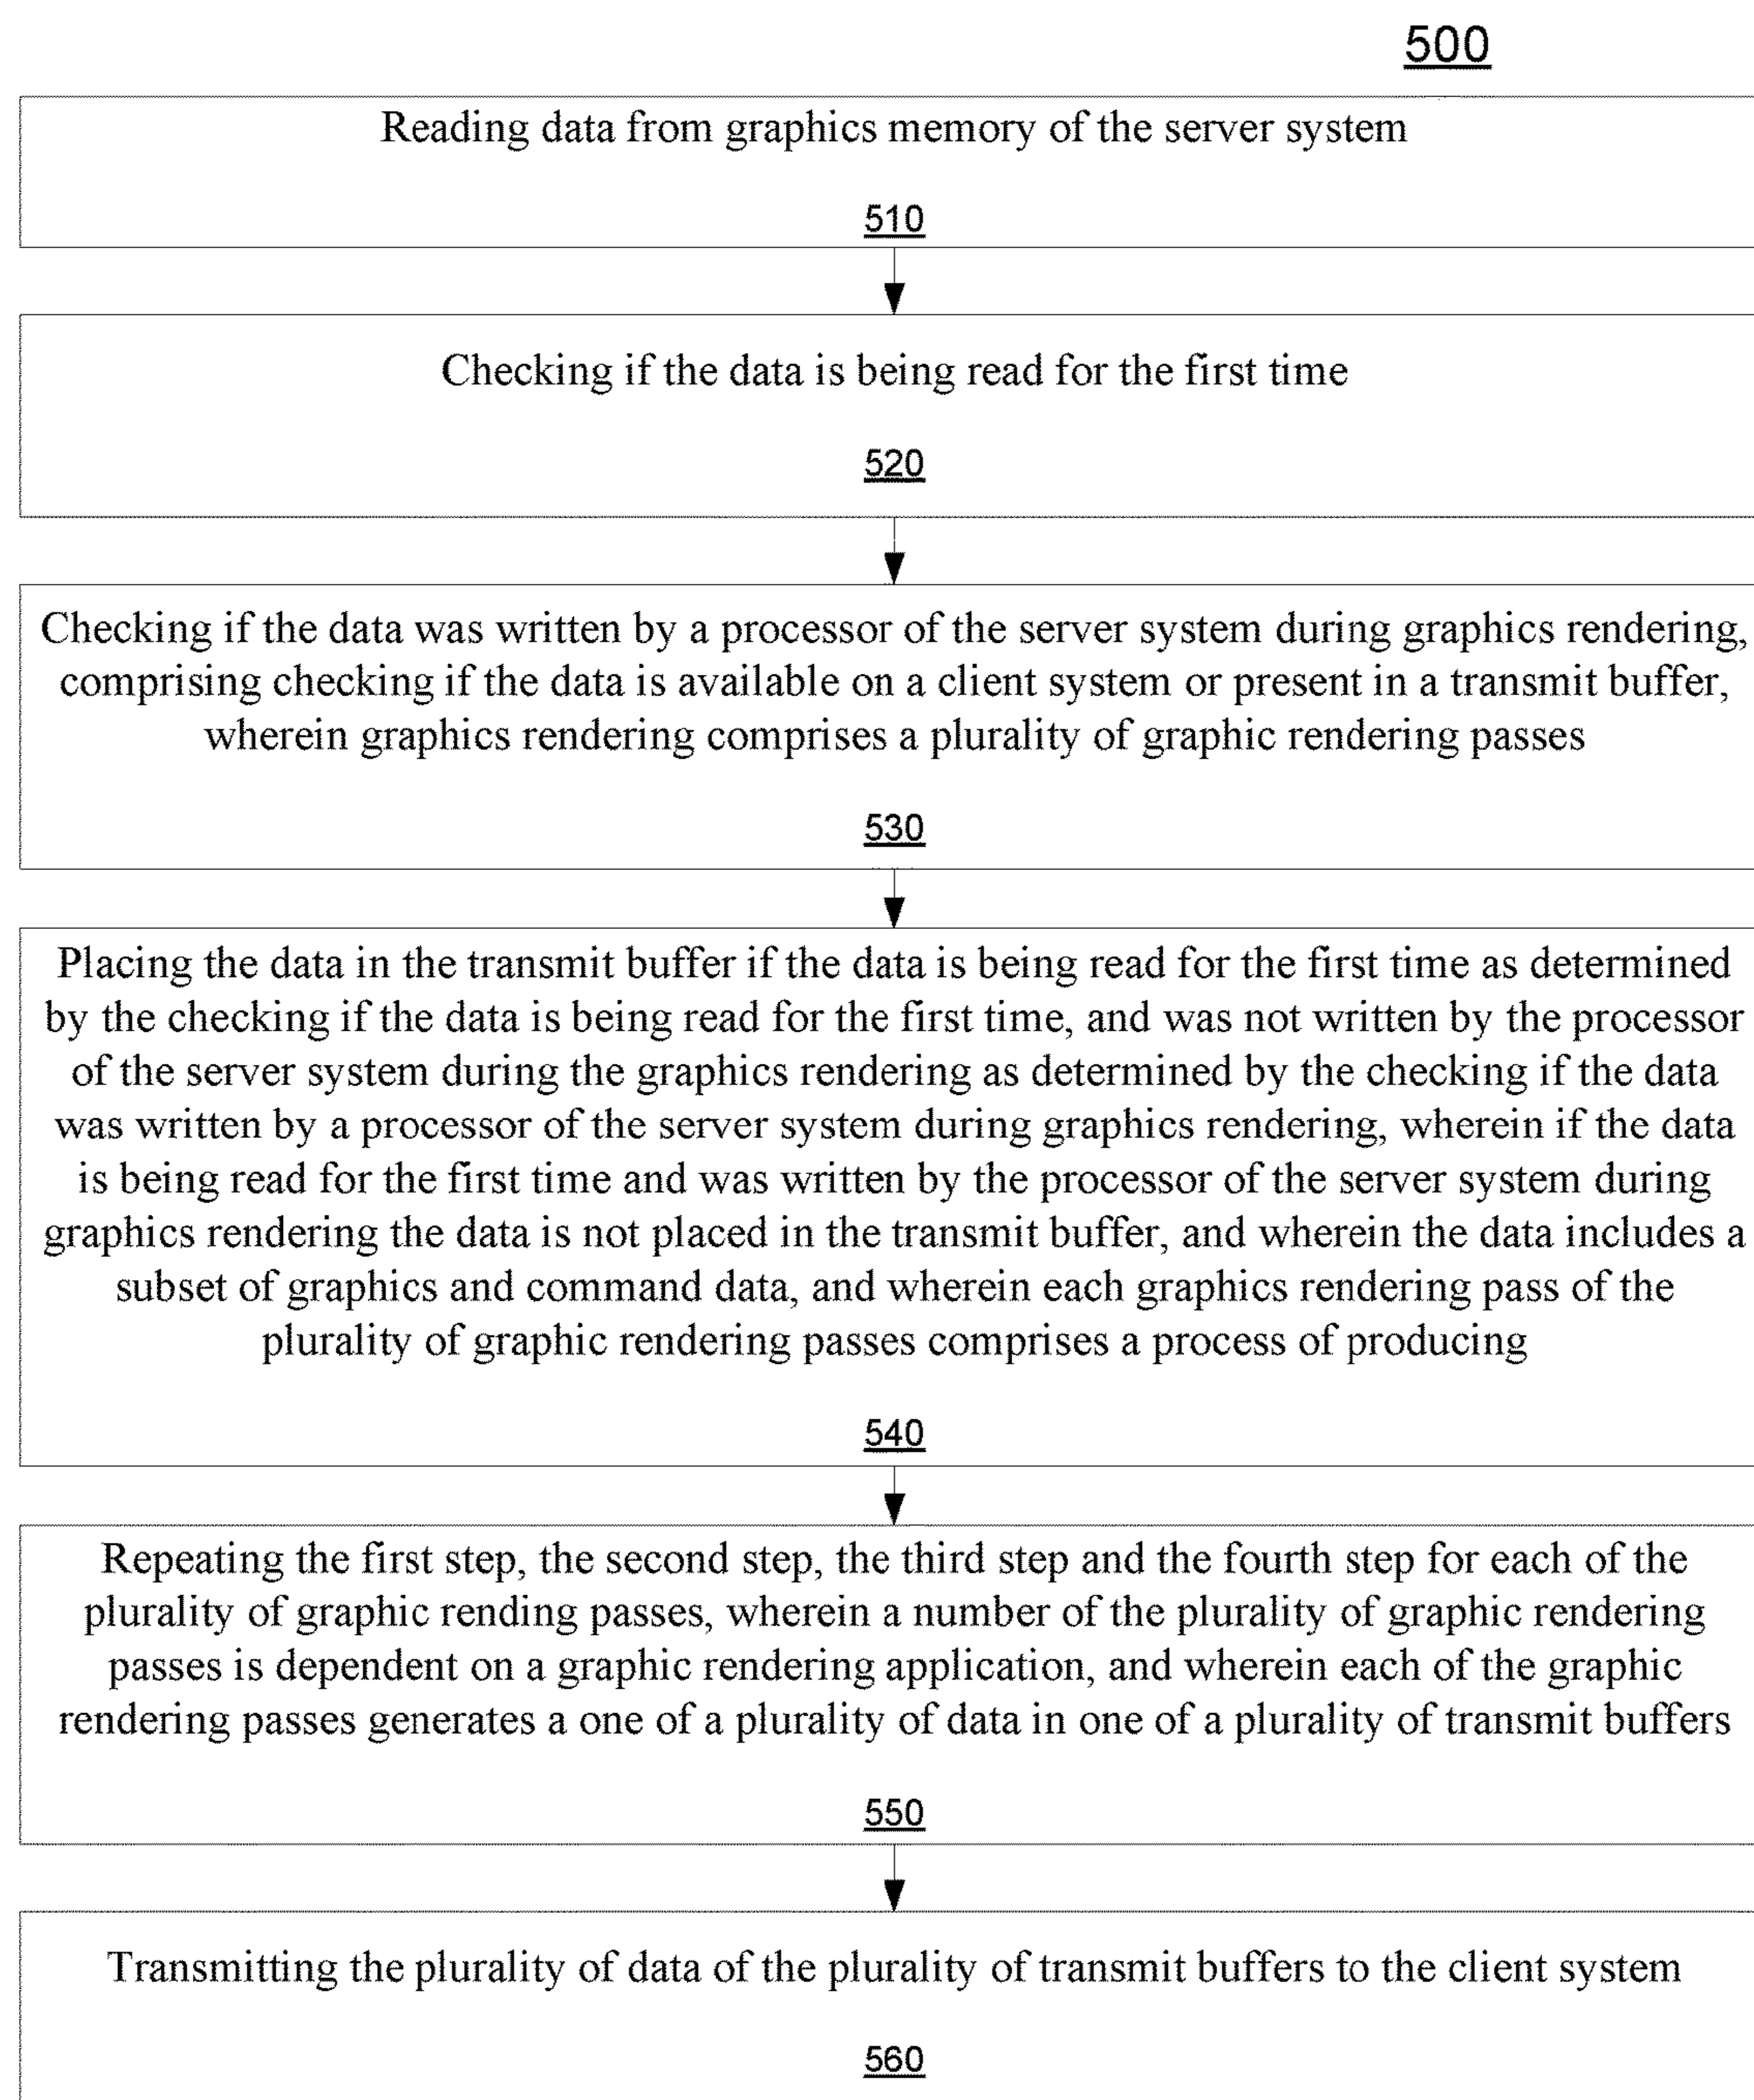 500
Reading data from graphics memory of the server system
510
Checking if the data is being read for the first time
520
Checking if the data was written by a processor of the server system during graphics rendering,
comprising checking if the data is available on a client system or present in a transmit buffer,
wherein graphics rendering comprises a plurality of graphic rendering passes
530
Placing the data in the transmit buffer if the data is being read for the first time as determined
by the checking if the data is being read for the first time, and was not written by the processor
of the server system during the graphics rendering as determined by the checking if the data
was written by a processor of the server system during graphics rendering, wherein if the data
is being read for the first time and was written by the processor of the server system during
graphics rendering the data is not placed in the transmit buffer, and wherein the data includes a
subset of graphics and command data, and wherein each graphics rendering pass of the
plurality of graphic rendering passes comprises a process of producing
540
Repeating the first step, the second step, the third step and the fourth step for each of the
plurality of graphic rending passes, wherein a number of the plurality of graphic rendering
passes is dependent on a graphic rendering application, and wherein each of the graphic
rendering passes generates a one of a plurality of data in one of a plurality of transmit buffers
550
Transmitting the plurality of data of the plurality of transmit buffers to the client system
560